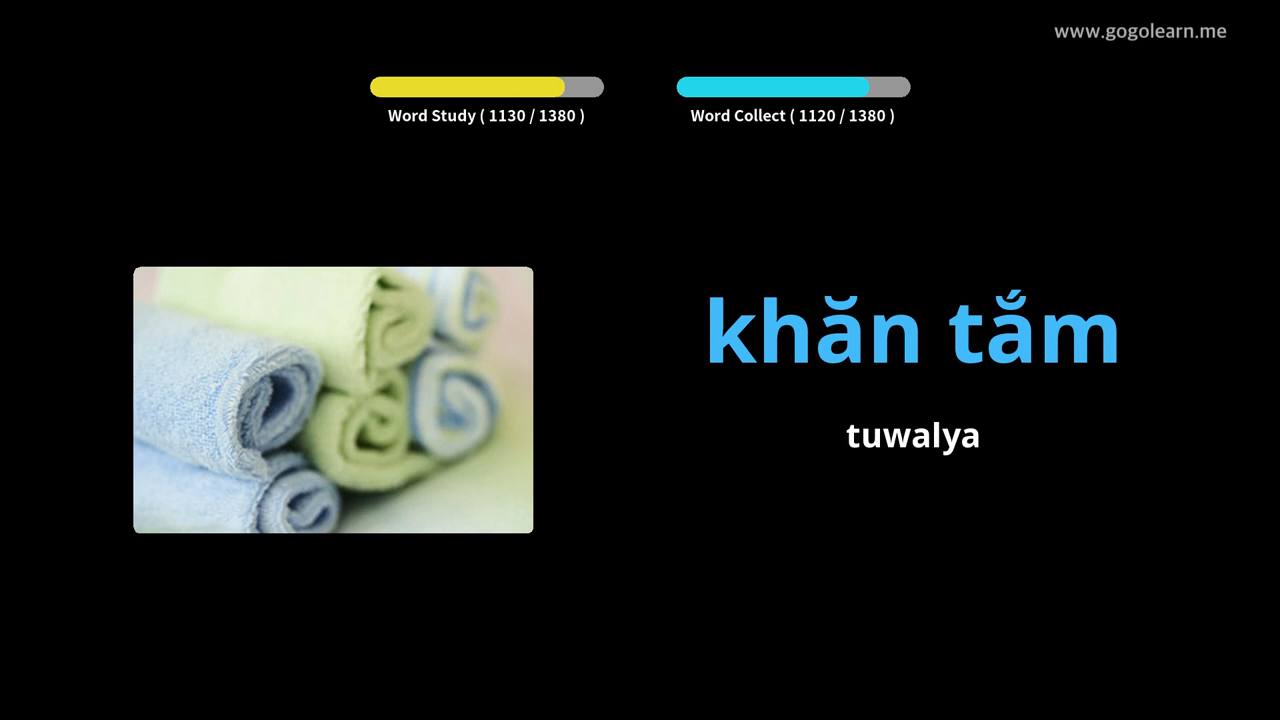 www.gogolearn.me
Word Study ( 1130 / 1380 )
Word Collect ( 1120 / 1380 )
khăn tắm
tuwalya